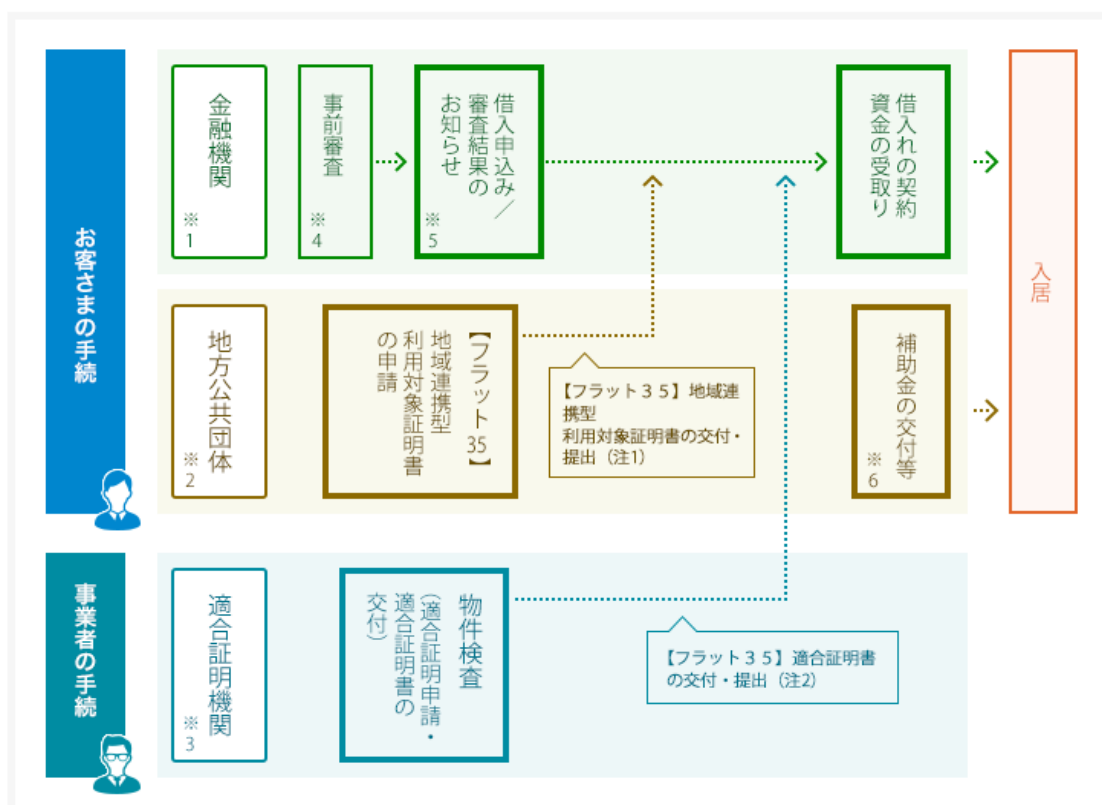 お客さまの手続
金融機関
※1
事前審査
※4
借入申込み／
審査結果の
お知らせ
※5
借入れの契約
資金の受取り
入居
地方公共団体
※2
【フラット35】
地域連携型
利用対象証明書
の申請
【フラット３５】地域連
携型
利用対象証明書の交付・
提出（注1）
補助金の交付等
※6
事業者の手続
適合証明機関
※3
物件検査
（適合証明申請・
適合証明書の
交付）
【フラット３５】適合証明書
の交付・提出（注2）